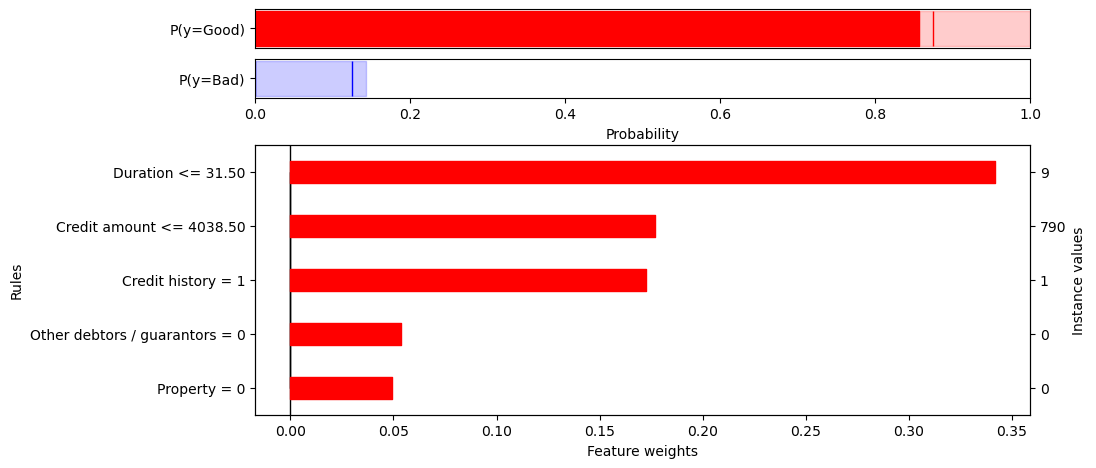 P(y=Good)
P(y=Bad)
0.0 0.2 0.4 0.6 0.8 1.0
Probability
Duration <= 31.50 9
Credit amount <= 4038.50 790
Credit history = 1 1
Other debtors / guarantors = 0 0
Property = 0 0
Rules
Instance values
0.00 0.05 0.10 0.15 0.20 0.25 0.30 0.35
Feature weights